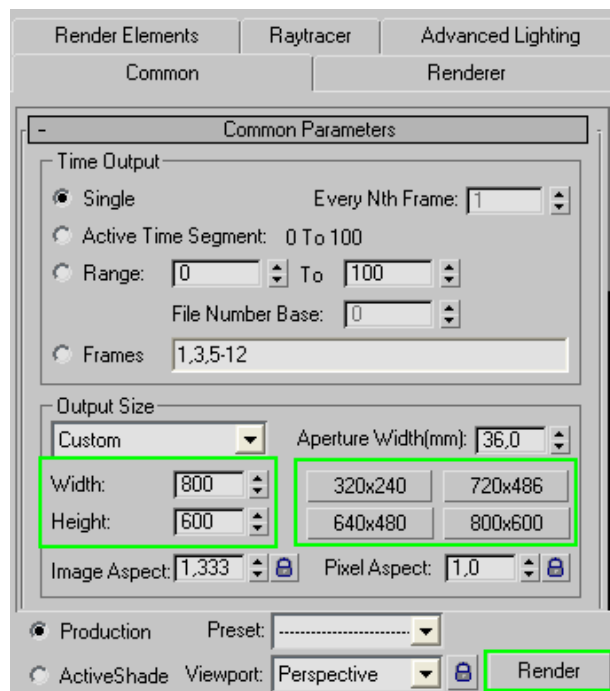 Render Elements Raytracer Advanced Lighting
Common Renderer
- Common Parameters
Time Output
Single Every Nth Frame: 1
Active Time Segment: 0 To 100
Range: 0 To 100
File Number Base: 0
Frames 1,3,5-12
Output Size
Custom Aperture Width(mm): 36,0
Width: 800 320x240 720x486
Height: 600 640x480 800x600
Image Aspect: 1,333 Pixel Aspect: 1,0
Production Preset: --------------------
ActiveShade Viewport: Perspective Render